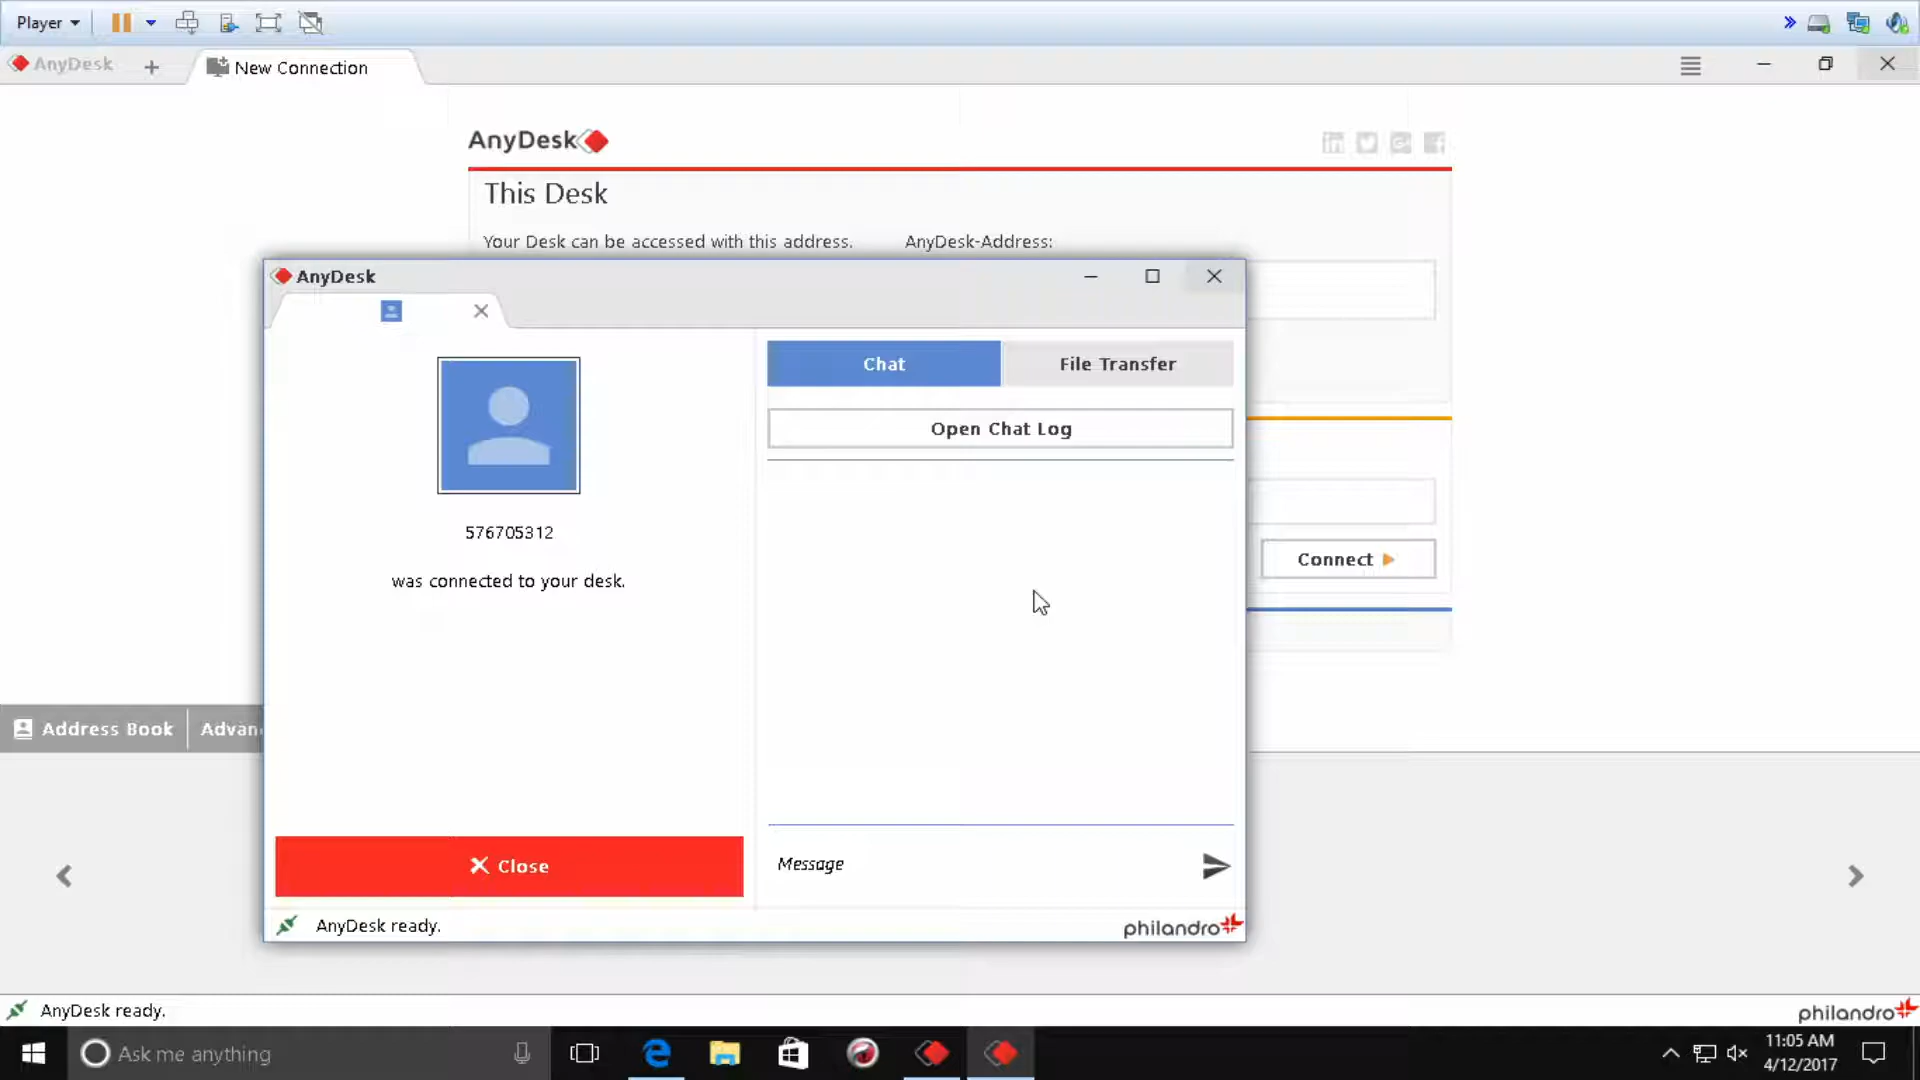 Player
AnyDesk
New Connection
AnyDesk
This Desk
Your Desk can be accessed with this address.
AnyDesk-Address:
AnyDesk
Chat
File Transfer
Open Chat Log
576705312
was connected to your desk.
Connect
Address Book
Advan
Close
Message
AnyDesk ready.
philandro
AnyDesk ready.
philandro
Ask me anything
11:05 AM
4/12/2017